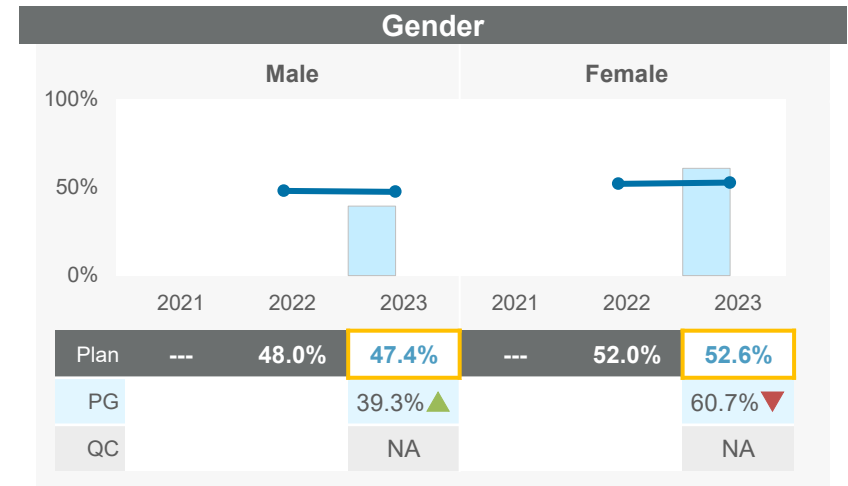 Gender
Male Female
100%
50%
0%
2021 2022 2023 2021 2022 2023
Plan --- 48.0% 47.4% --- 52.0% 52.6%
PG 39.3% 60.7%
QC NA NA